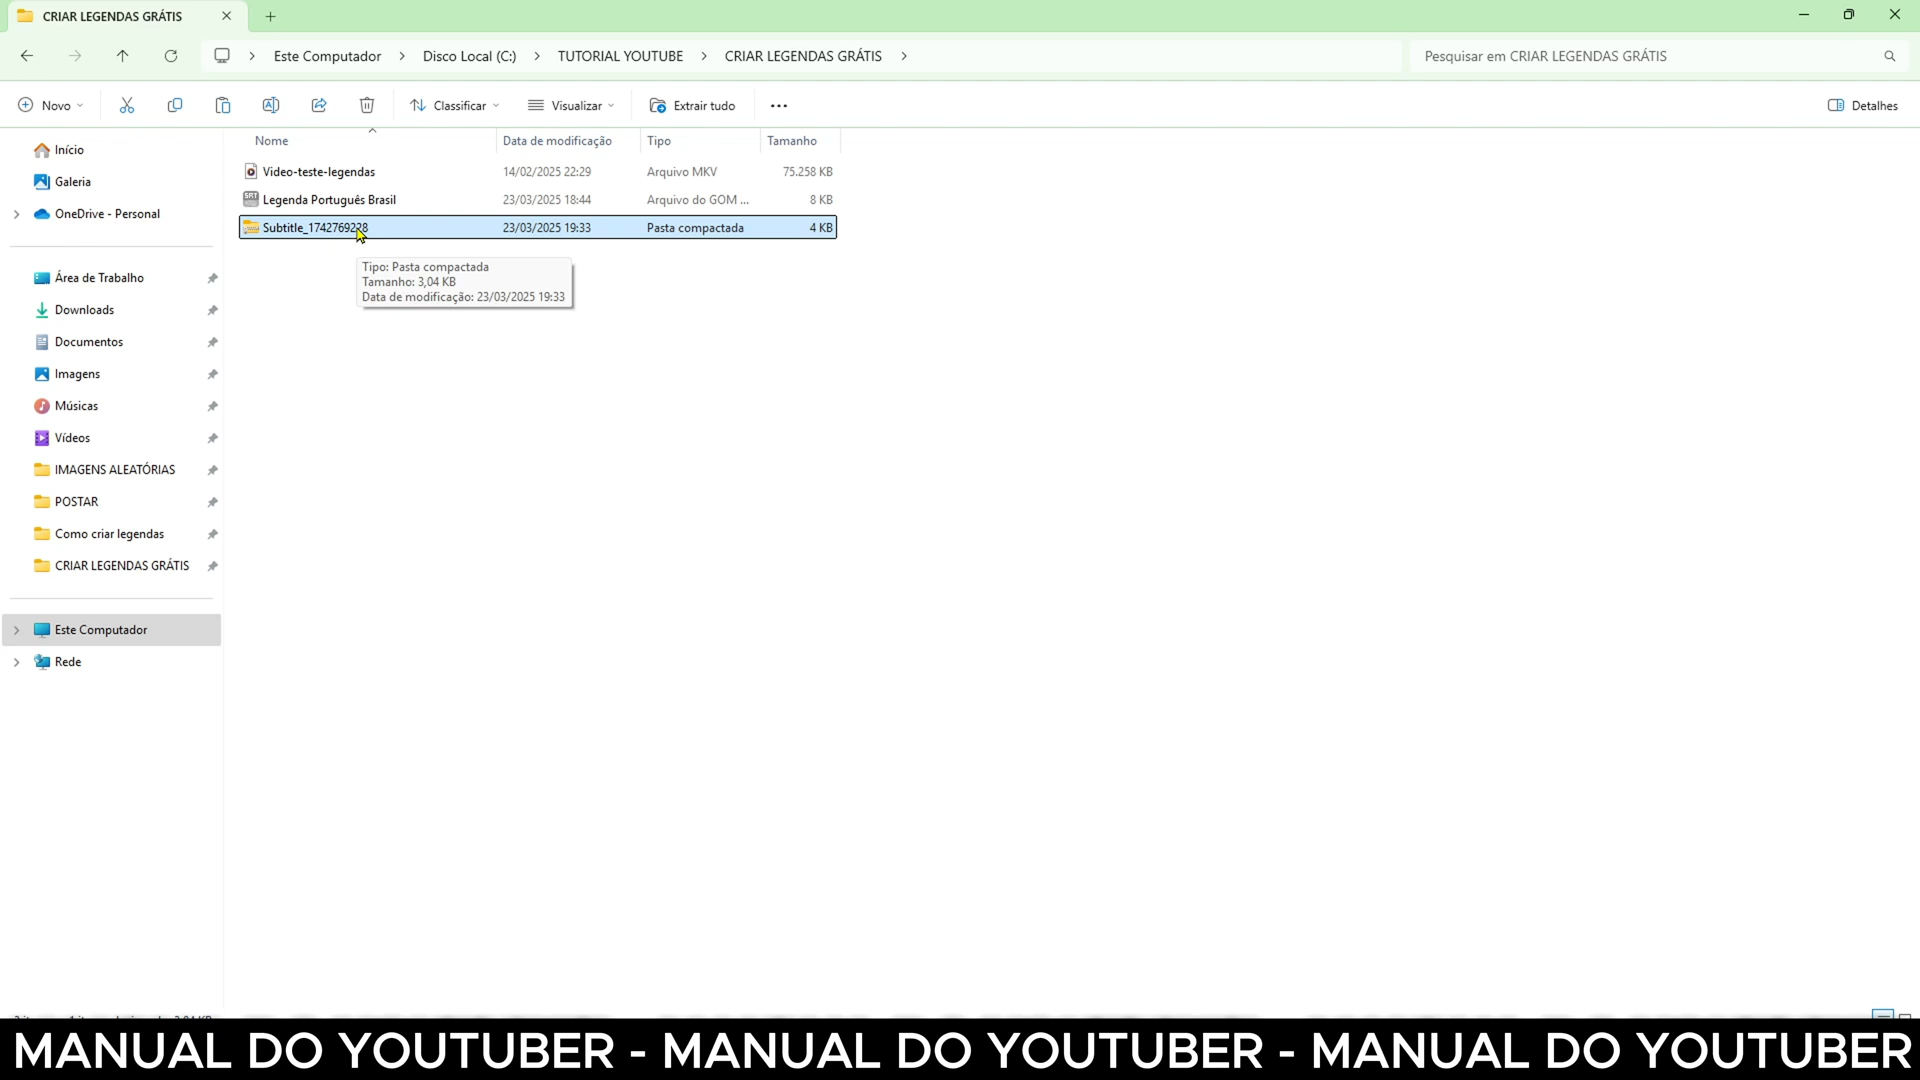 CRIAR LEGENDAS GRÁTIS
Este Computador > Disco Local (C:) > TUTORIAL YOUTUBE > CRIAR LEGENDAS GRÁTIS >
Pesquisar em CRIAR LEGENDAS GRÁTIS
Novo
Classificar
Visualizar
Extrair tudo
Detalhes
Início
Galeria
OneDrive - Personal
Área de Trabalho
Downloads
Documentos
Imagens
Músicas
Vídeos
IMAGENS ALEATÓRIAS
POSTAR
Como criar legendas
CRIAR LEGENDAS GRÁTIS
Este Computador
Rede
Nome Data de modificação Tipo Tamanho
Video-teste-legendas 14/02/2025 22:29 Arquivo MKV 75.258 KB
Legenda Português Brasil 23/03/2025 18:44 Arquivo do GOM ... 8 KB
Subtitle_1742769228 23/03/2025 19:33 Pasta compactada 4 KB
Tipo: Pasta compactada
Tamanho: 3,04 KB
Data de modificação: 23/03/2025 19:33
MANUAL DO YOUTUBER - MANUAL DO YOUTUBER - MANUAL DO YOUTUBER